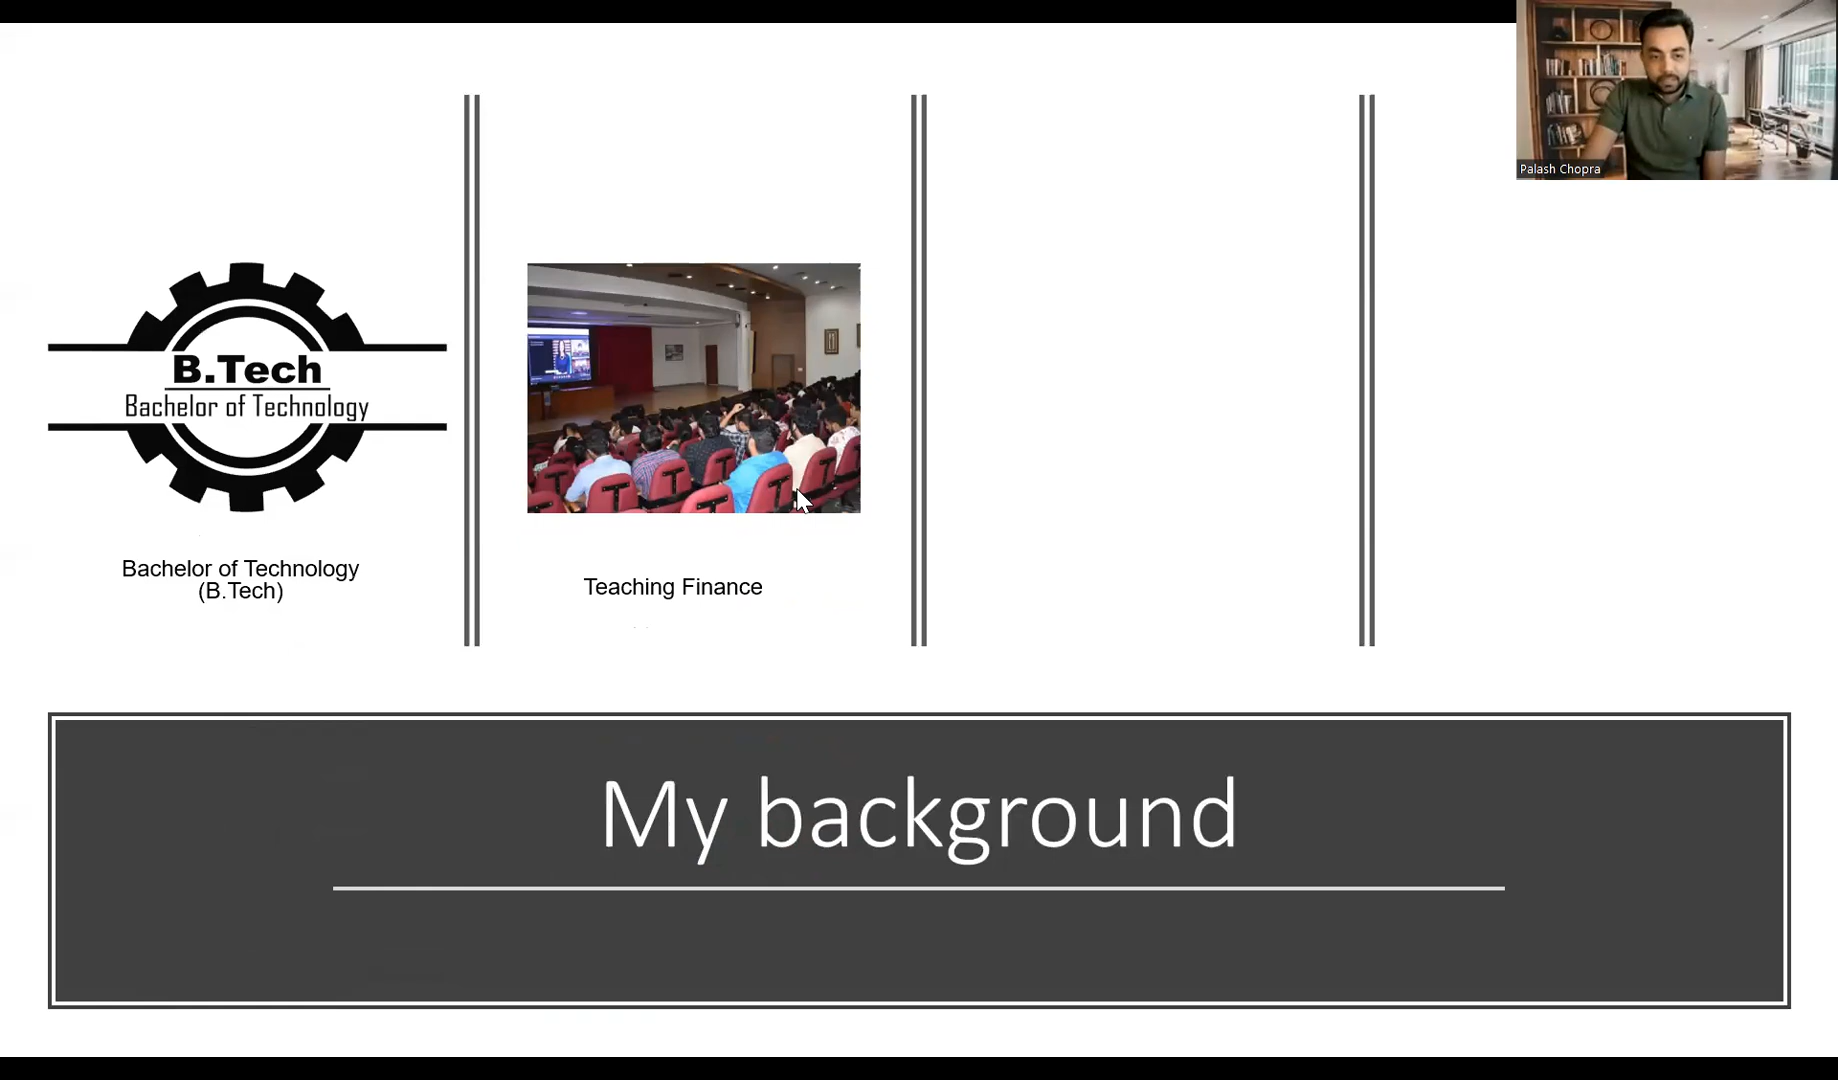 Palash Chopra
B.Tech
Bachelor of Technology
Bachelor of Technology
(B.Tech)
Teaching Finance
My background